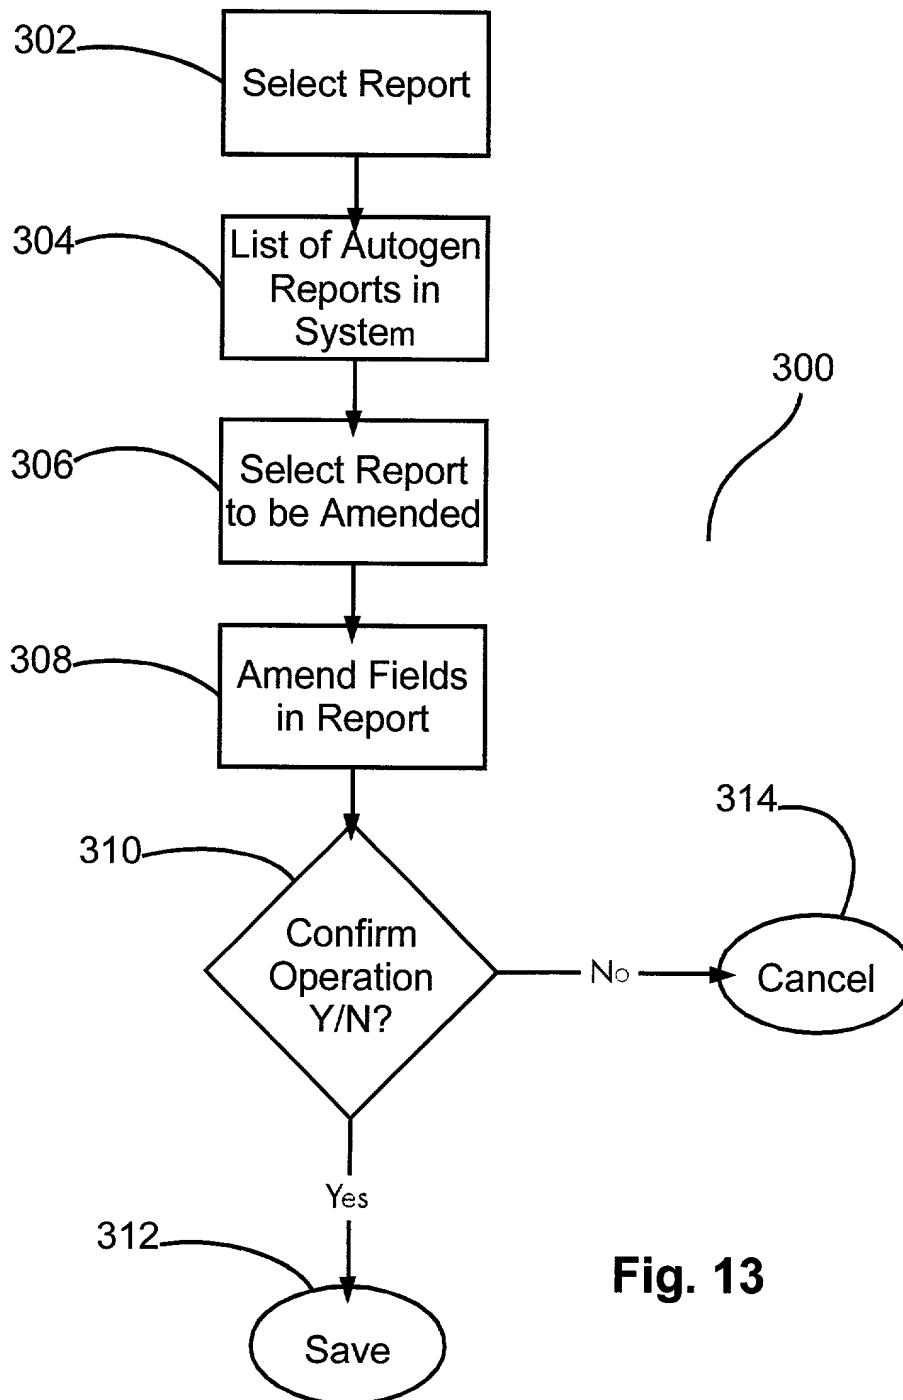 302
Select Report
304
List of Autogen
Reports in
System
300
306
Select Report
to be Amended
308
Amend Fields
in Report
314
310
Confirm
Operation
Y/N?
No
Cancel
Yes
312
Fig. 13
Save